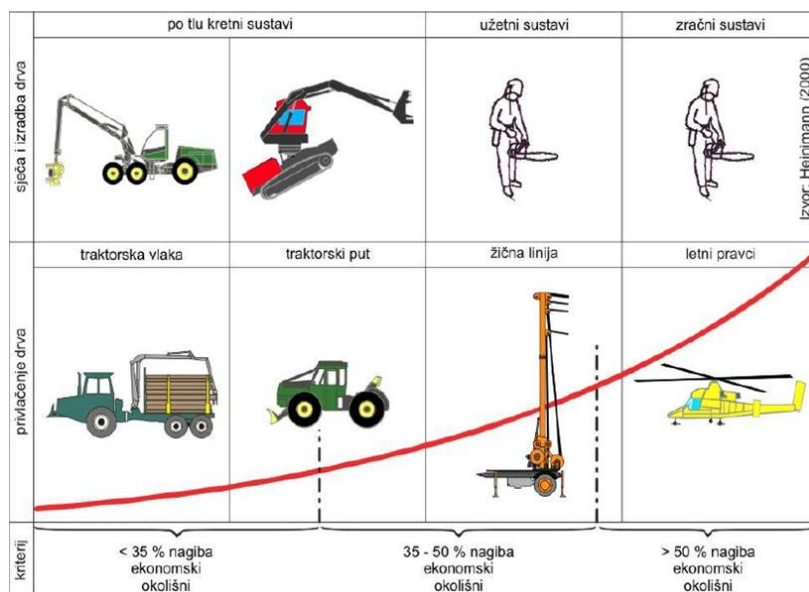 po tlu kretni sustavi
užetni sustavi
zračni sustavi
sječa i izradba drva
Izvor: Heinimann (2000)
traktorska vlaka
traktorski put
žična linija
letni pravci
privlačenje drva
kriterij
< 35 % nagiba
ekonomski
okolišni
35 - 50 % nagiba
ekonomski
okolišni
> 50 % nagiba
ekonomski
okolišni